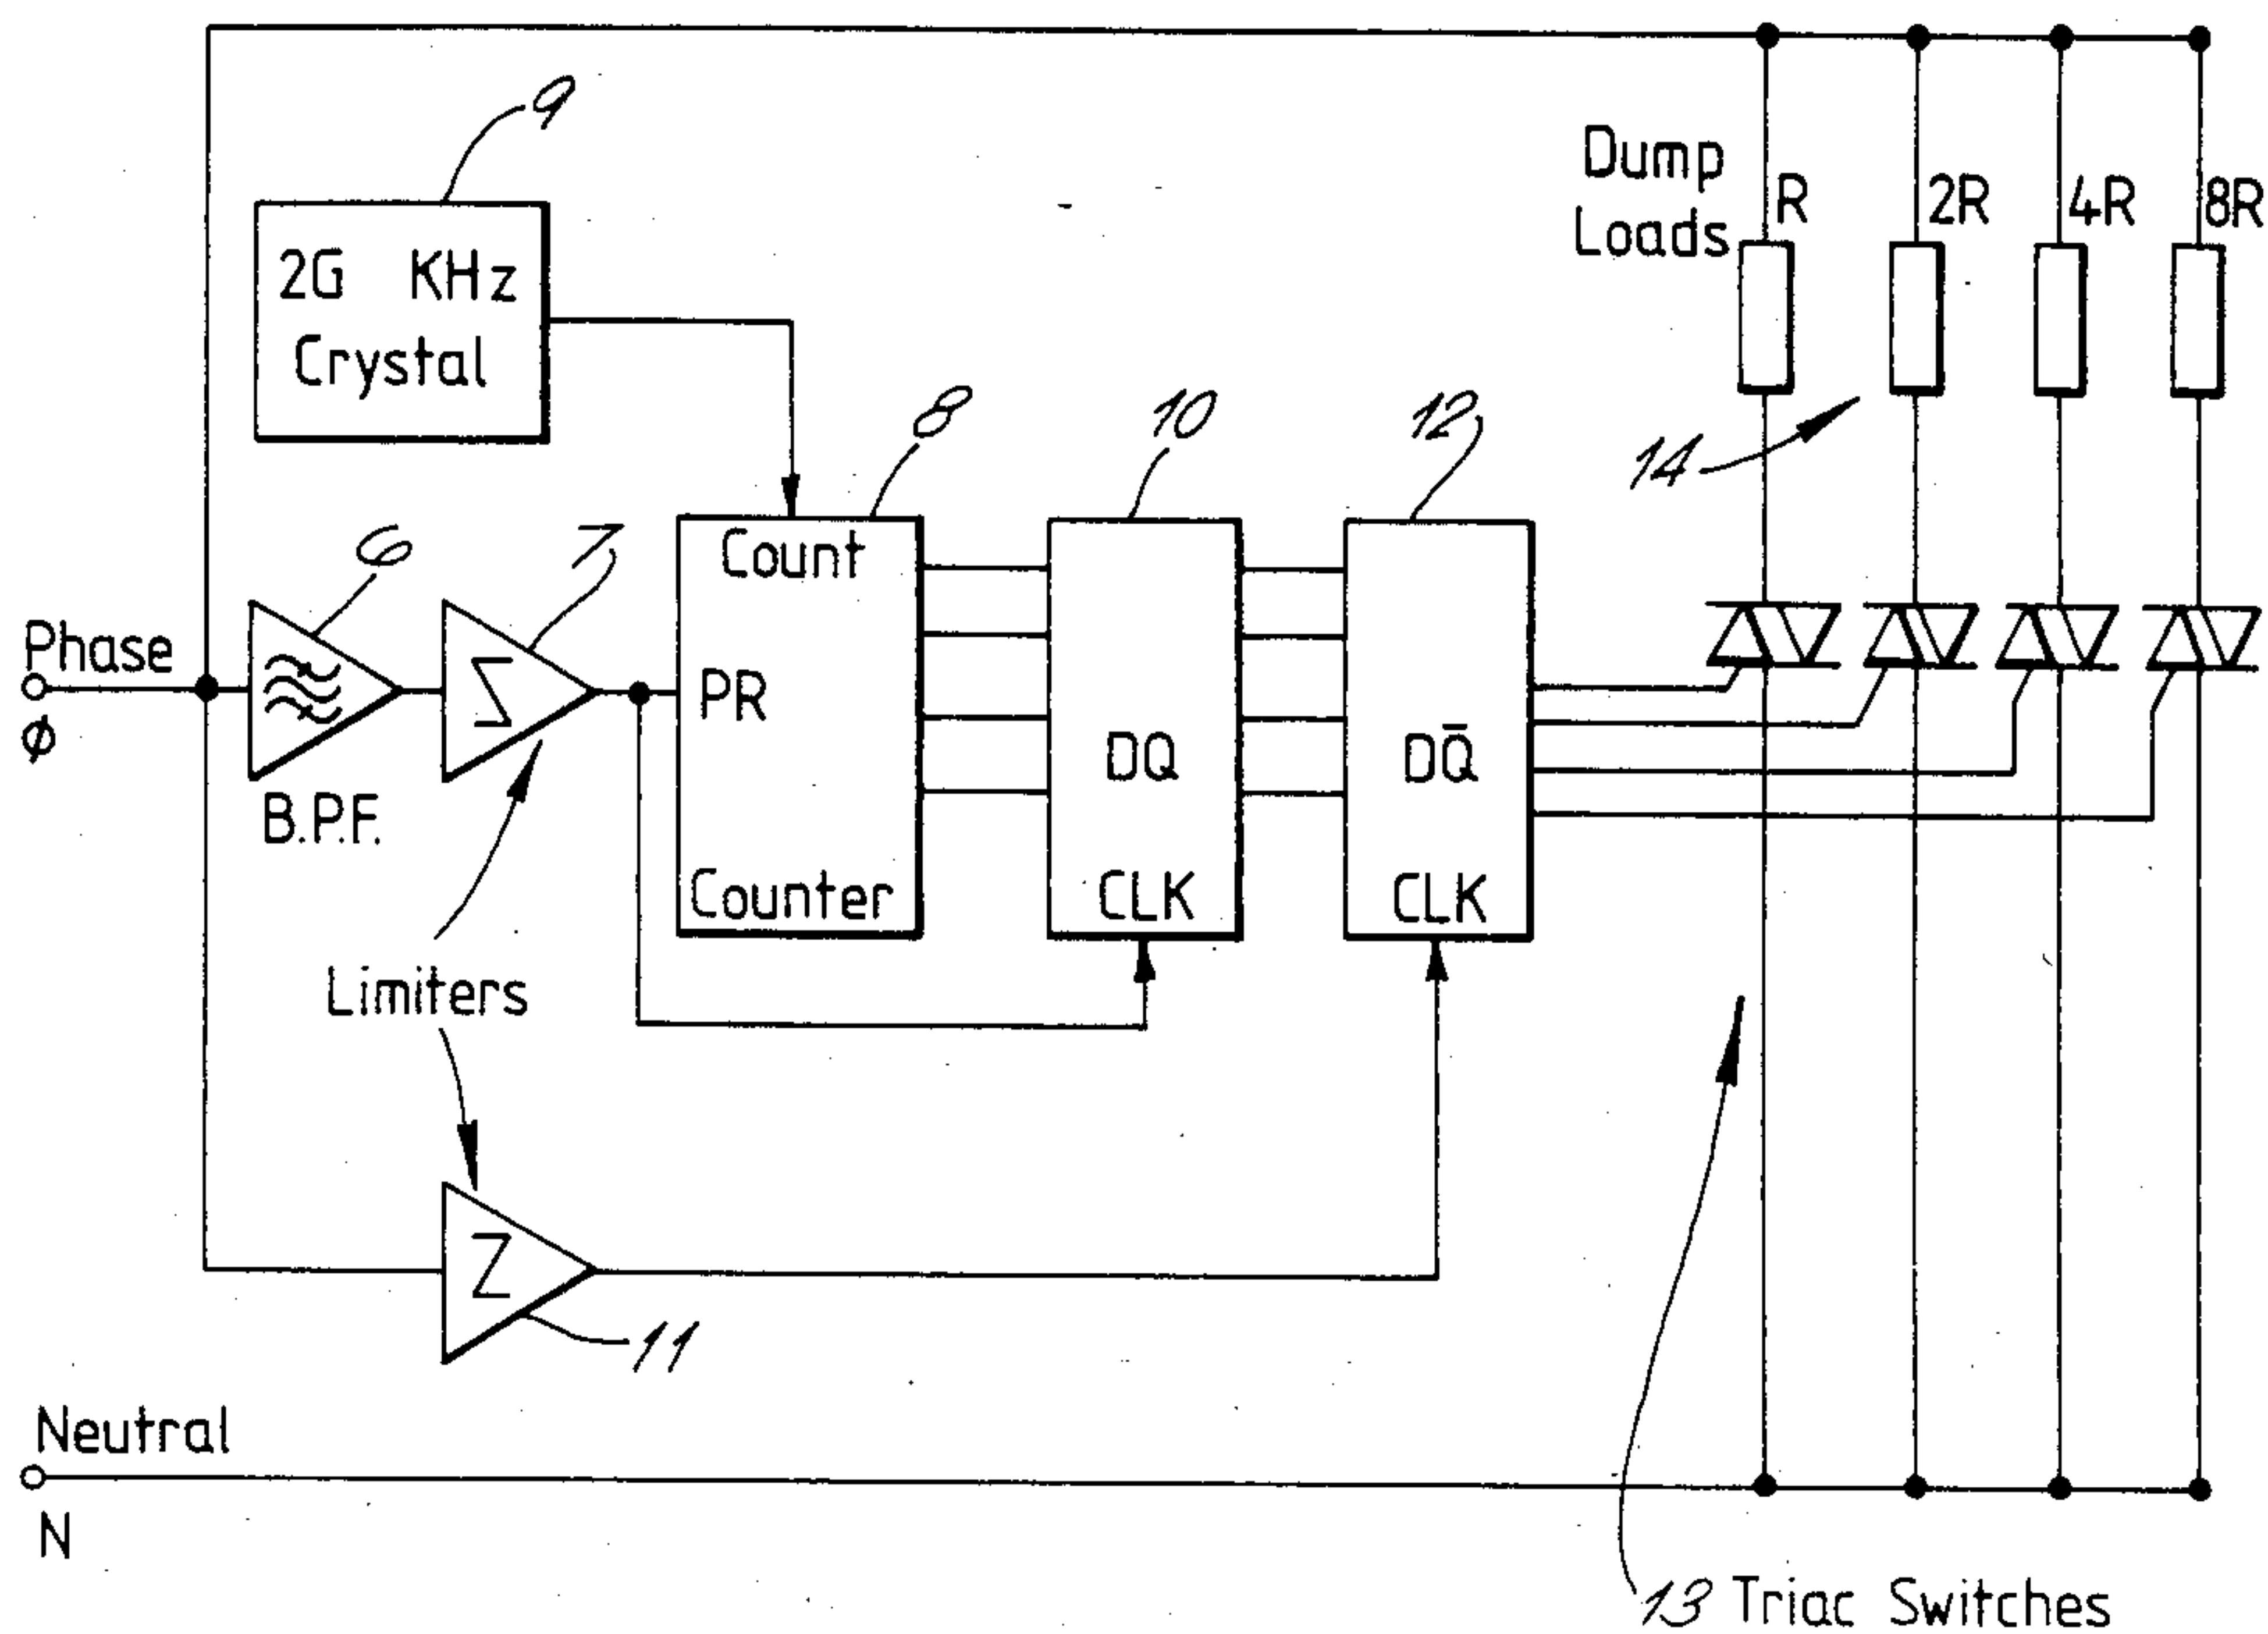 9
2G KHz
Crystal
Dump
Loads
R
2R
4R
8R
8
10
12
14
6
7
Phase
ϕ
B.P.F.
Σ
Count
PR
Counter
DQ
CLK
DQ̄
CLK
Limiters
Z
11
Neutral
N
13 Triac Switches